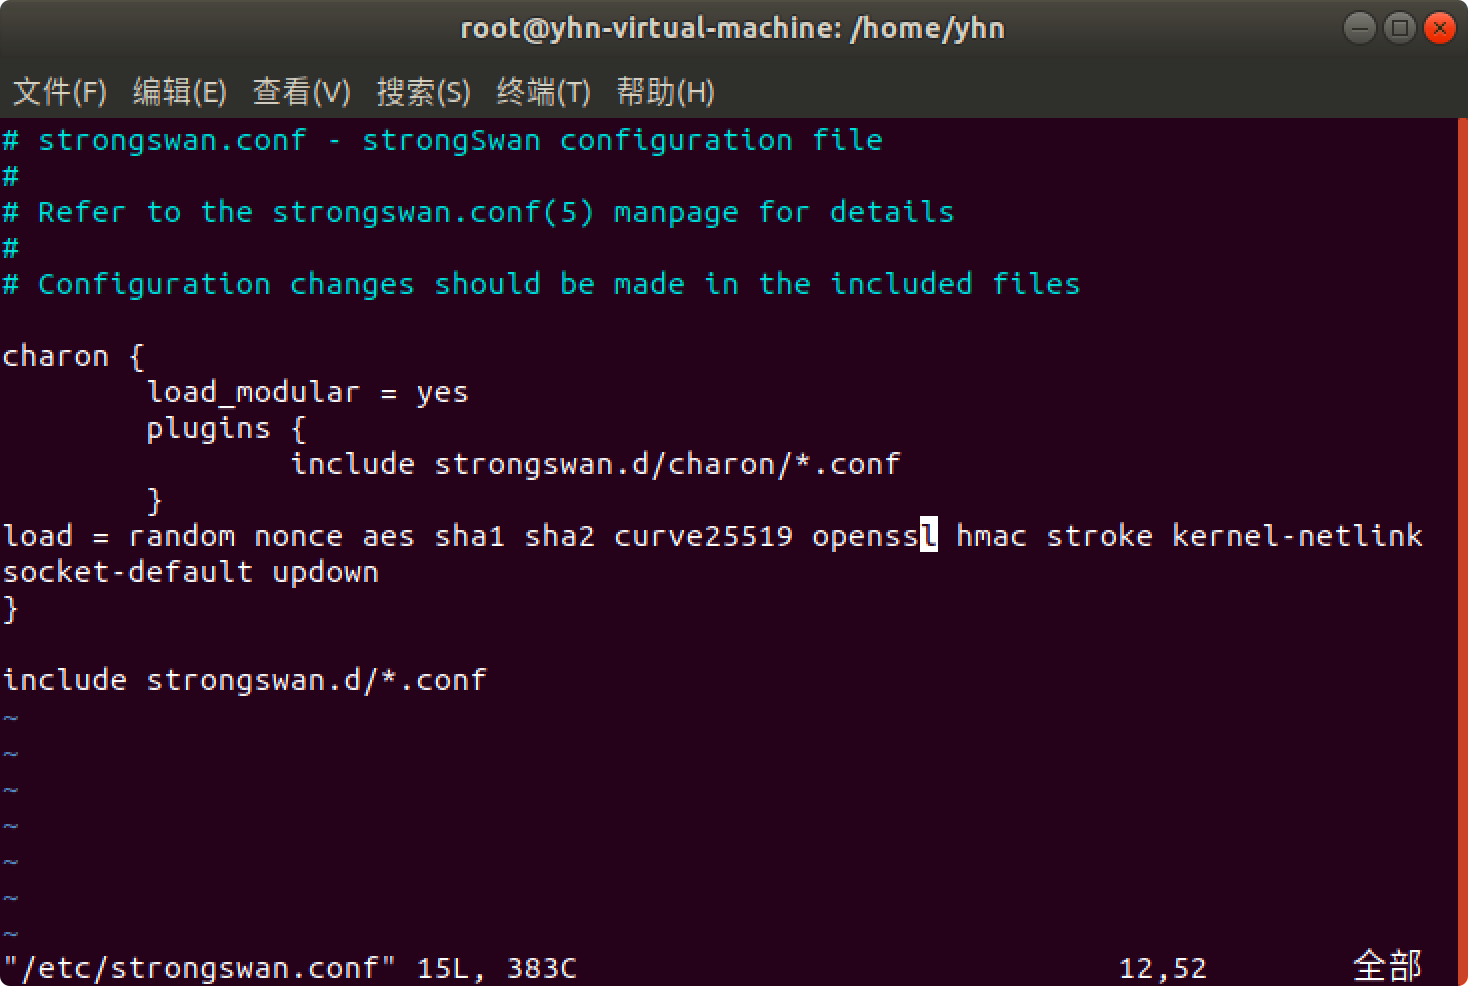 root@yhn-virtual-machine: /home/yhn
文件(F) 编辑(E) 查看(V) 搜索(S) 终端(T) 帮助(H)
# strongswan.conf - strongSwan configuration file
#
# Refer to the strongswan.conf(5) manpage for details
#
# Configuration changes should be made in the included files
charon {
load_modular = yes
plugins {
include strongswan.d/charon/*.conf
}
load = random nonce aes sha1 sha2 curve25519 openssl hmac stroke kernel-netlink
socket-default updown
}
include strongswan.d/*.conf
~
~
~
~
~
~
~
"/etc/strongswan.conf" 15L, 383C 12,52 全部